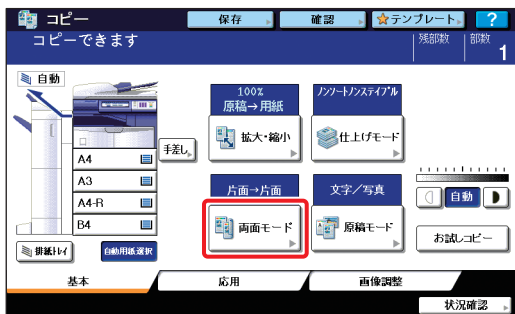 コピー
保存
確認
テンプレート
?
コピーできます
残部数
部数
1
自動
100%
原稿→用紙
拡大・縮小
ノンソートノンステイプル
仕上げモード
手差し
A4
A3
A4-R
B4
片面→片面
両面モード
文字/写真
原稿モード
自動
お試しコピー
排紙トレイ
自動用紙選択
基本
応用
画像調整
状況確認